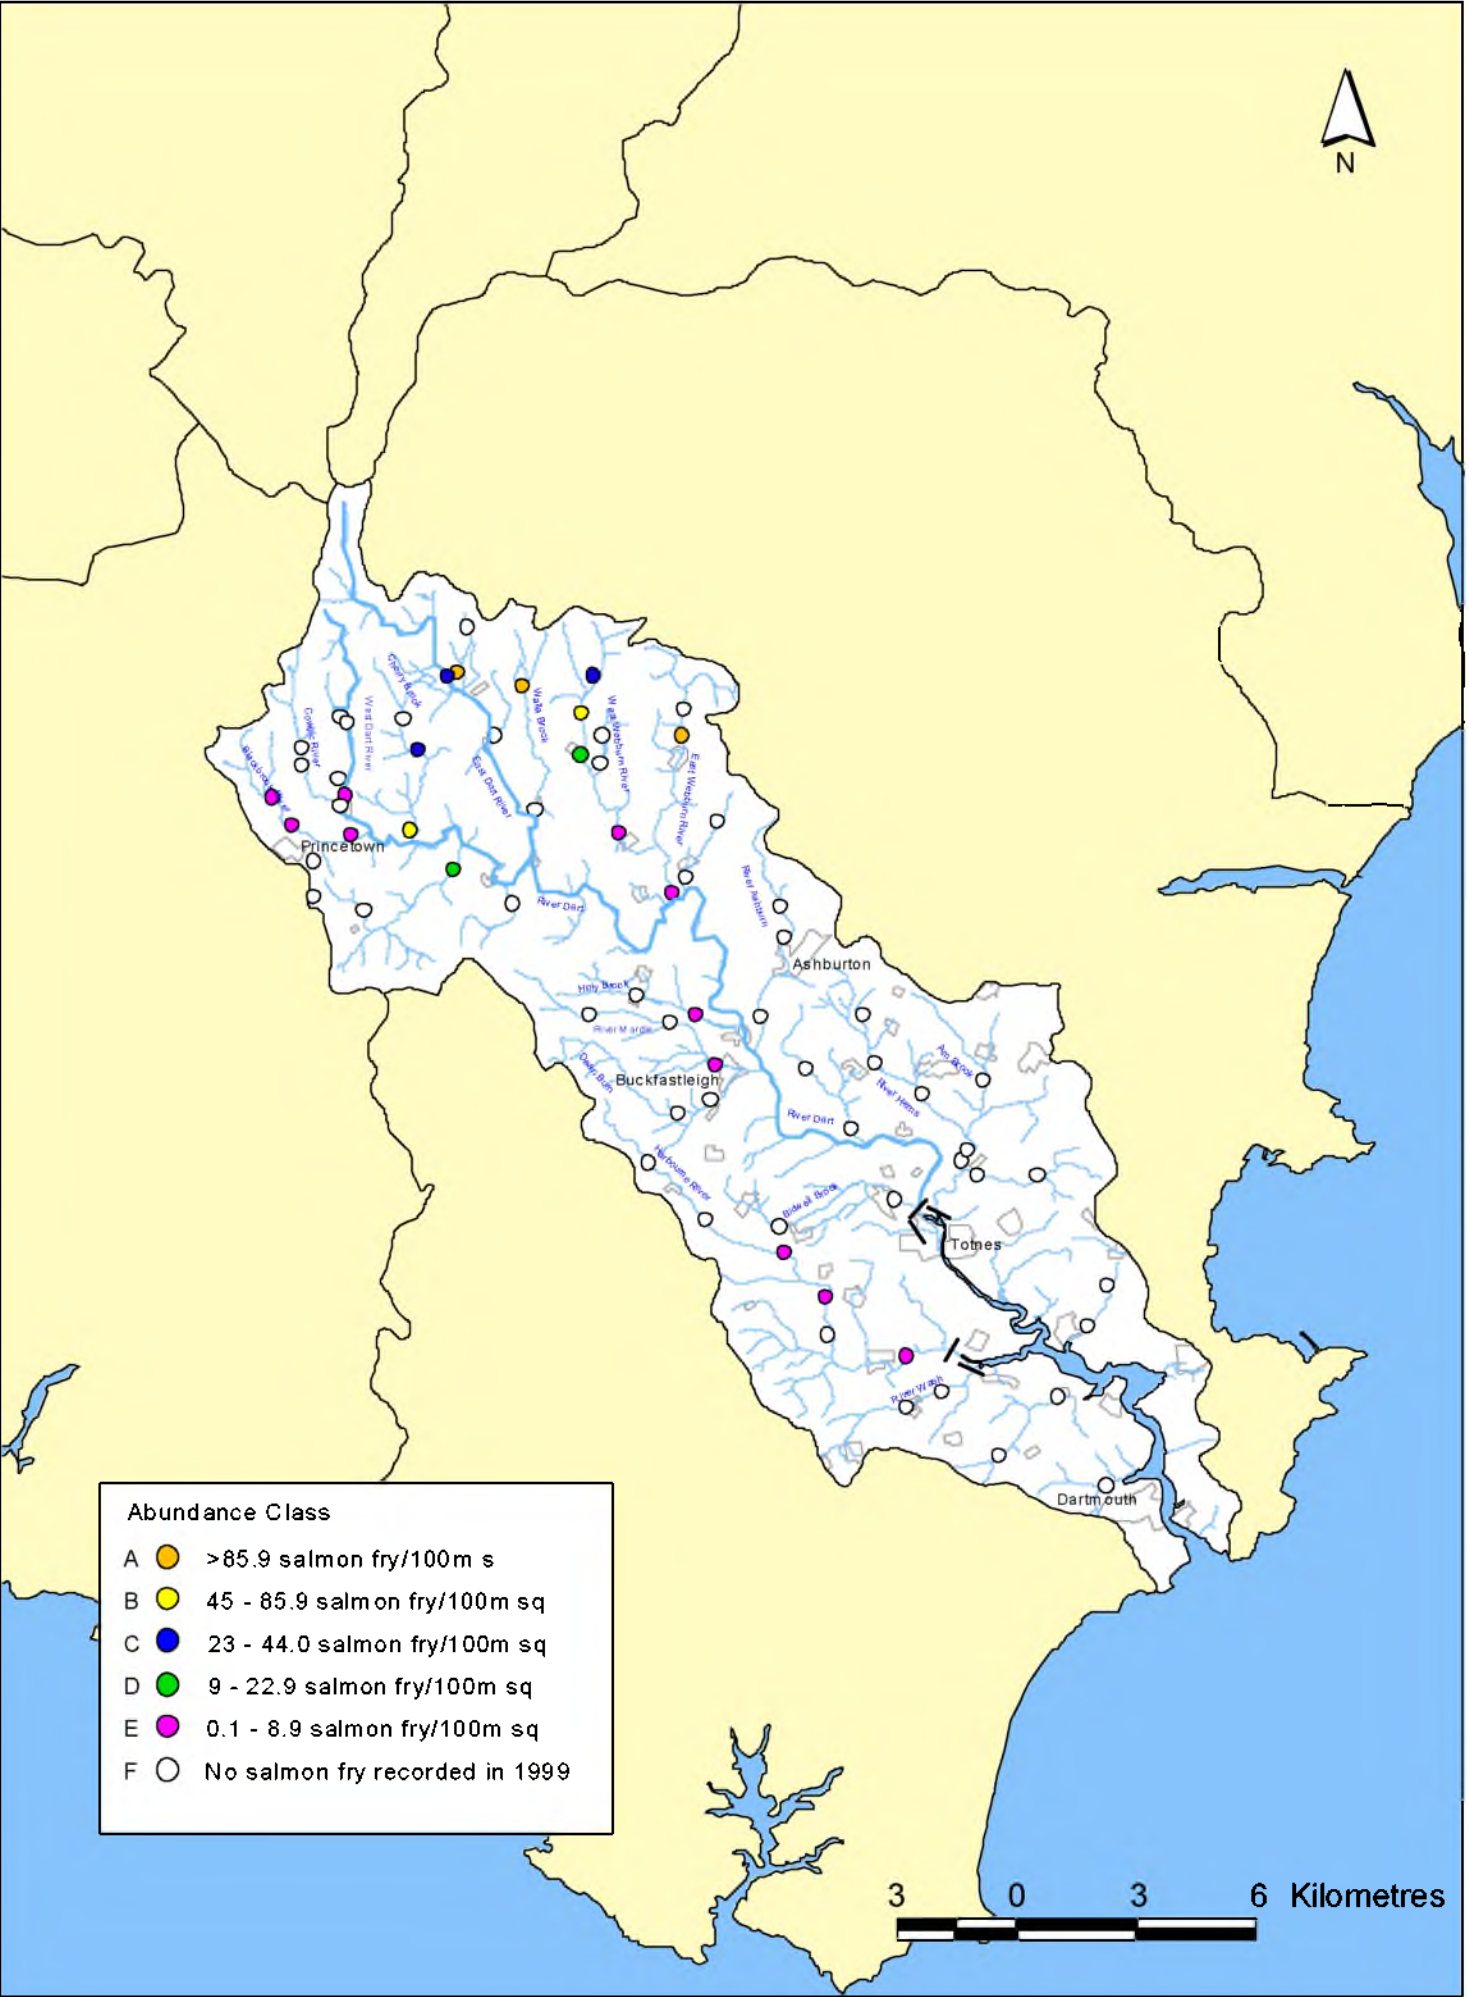 N
Cherry Brook
West Dart River
Cowsic River
Blackbrook River
Walla Brook
West Webburn River
East Dart River
East Webburn River
Princetown
River Ashburn
River Dart
Ashburton
Holy Brook
River Mardle
Dean Burn
Buckfastleigh
Am Brook
River Hems
River Dart
Harbourne River
Bidwell Brook
Totnes
River Wash
Dartmouth
Abundance Class
A >85.9 salmon fry/100m s
B 45 - 85.9 salmon fry/100m sq
C 23 - 44.0 salmon fry/100m sq
D 9 - 22.9 salmon fry/100m sq
E 0.1 - 8.9 salmon fry/100m sq
F No salmon fry recorded in 1999
3 0 3 6 Kilometres